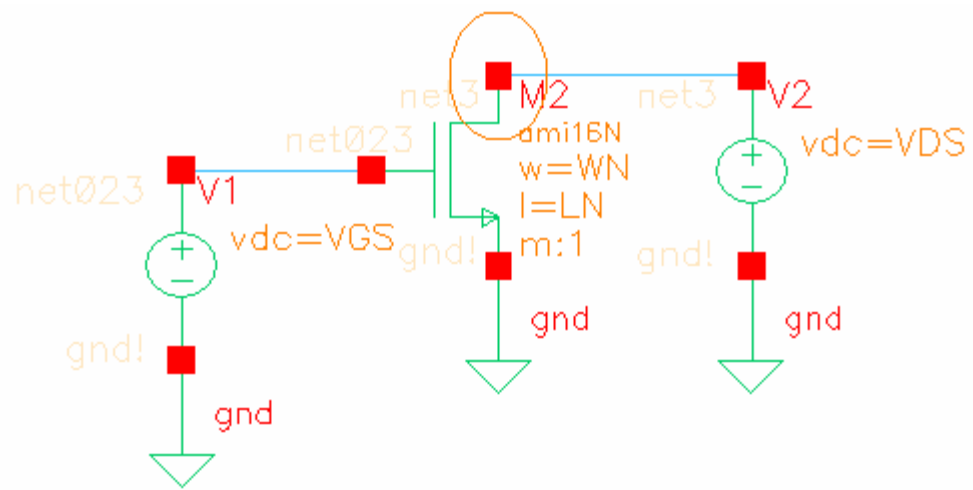 net3
M2
net3
V2
net023
ami16N
vdc=VDS
net023
V1
w=WN
l=LN
vdc=VGS
gnd!
m:1
gnd!
gnd
gnd
gnd!
gnd